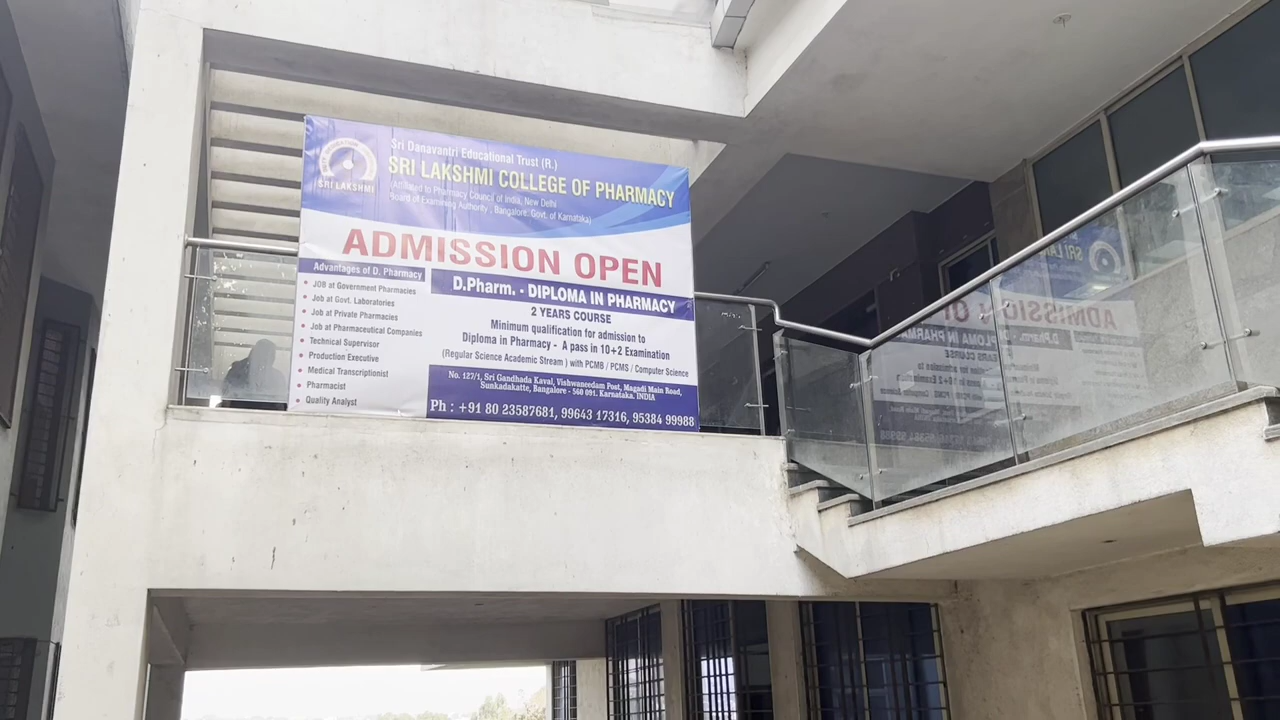 Sri Danavantri Educational Trust (R.)
SRI LAKSHMI COLLEGE OF PHARMACY
(Affilated to Pharmacy Council of India, New Delhi
Board of Examining Authority , Bangalore, Govt. of Karnataka)
SRI LAKSHMI
ADMISSION OPEN
Advantages of D. Pharmacy
JOB at Government Pharmacies
Job at Govt. Laboratories
Job at Private Pharmacies
Job at Pharmaceutical Companies
Technical Supervisor
Production Executive
Medical Transcriptionist
Pharmacist
Quality Analyst
D.Pharm. - DIPLOMA IN PHARMACY
2 YEARS COURSE
Minimum qualification for admission to
Diploma in Pharmacy - A pass in 10+2 Examination
(Regular Science Academic Stream ) with PCMB / PCMS / Computer Science
No. 127/1, Sri Gandhada Kaval, Vishwaneedam Post, Magadi Main Road,
Sunkadakatte, Bangalore - 560 091. Karnataka. INDIA
Ph : +91 80 23587681, 99643 17316, 95384 99988